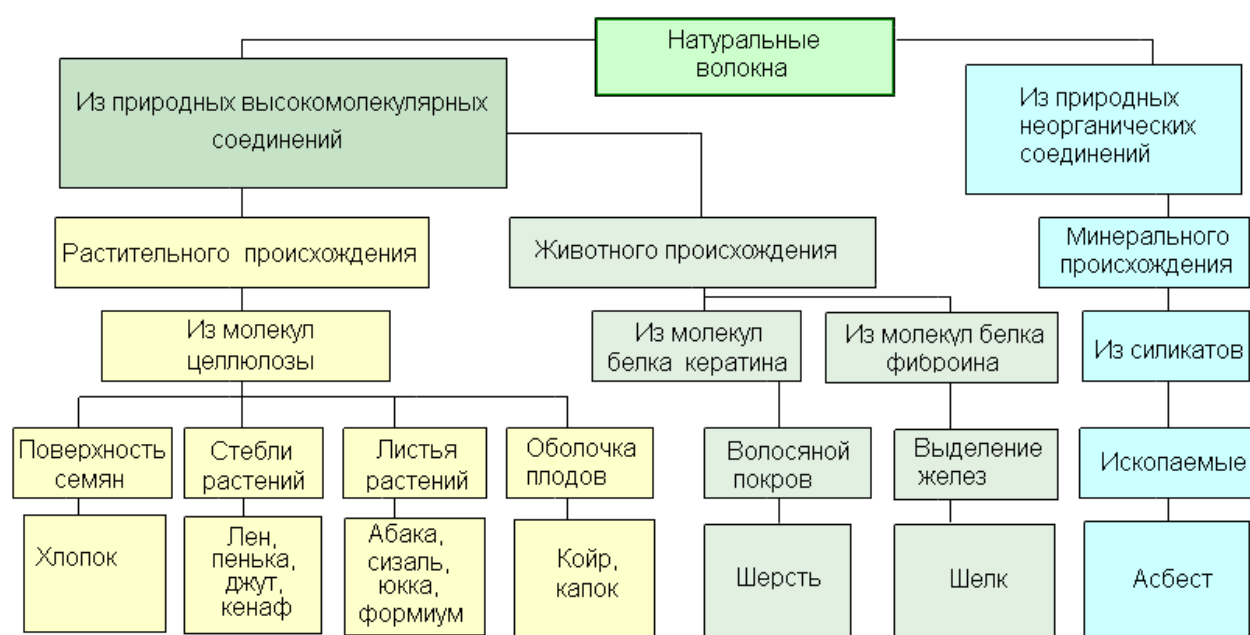 Натуральные
волокна
Из природных высокомолекулярных
соединений
Из природных
неорганических
соединений
Растительного происхождения
Животного происхождения
Минерального
происхождения
Из молекул
целлюлозы
Из молекул
белка кератина
Из молекул белка
фиброина
Из силикатов
Поверхность
семян
Стебли
растений
Листья
растений
Оболочка
плодов
Волосяной
покров
Выделение
желез
Ископаемые
Хлопок
Лен,
пенька,
джут,
кенаф
Абака,
сизаль,
юкка,
формиум
Койр,
капок
Шерсть
Шелк
Асбест